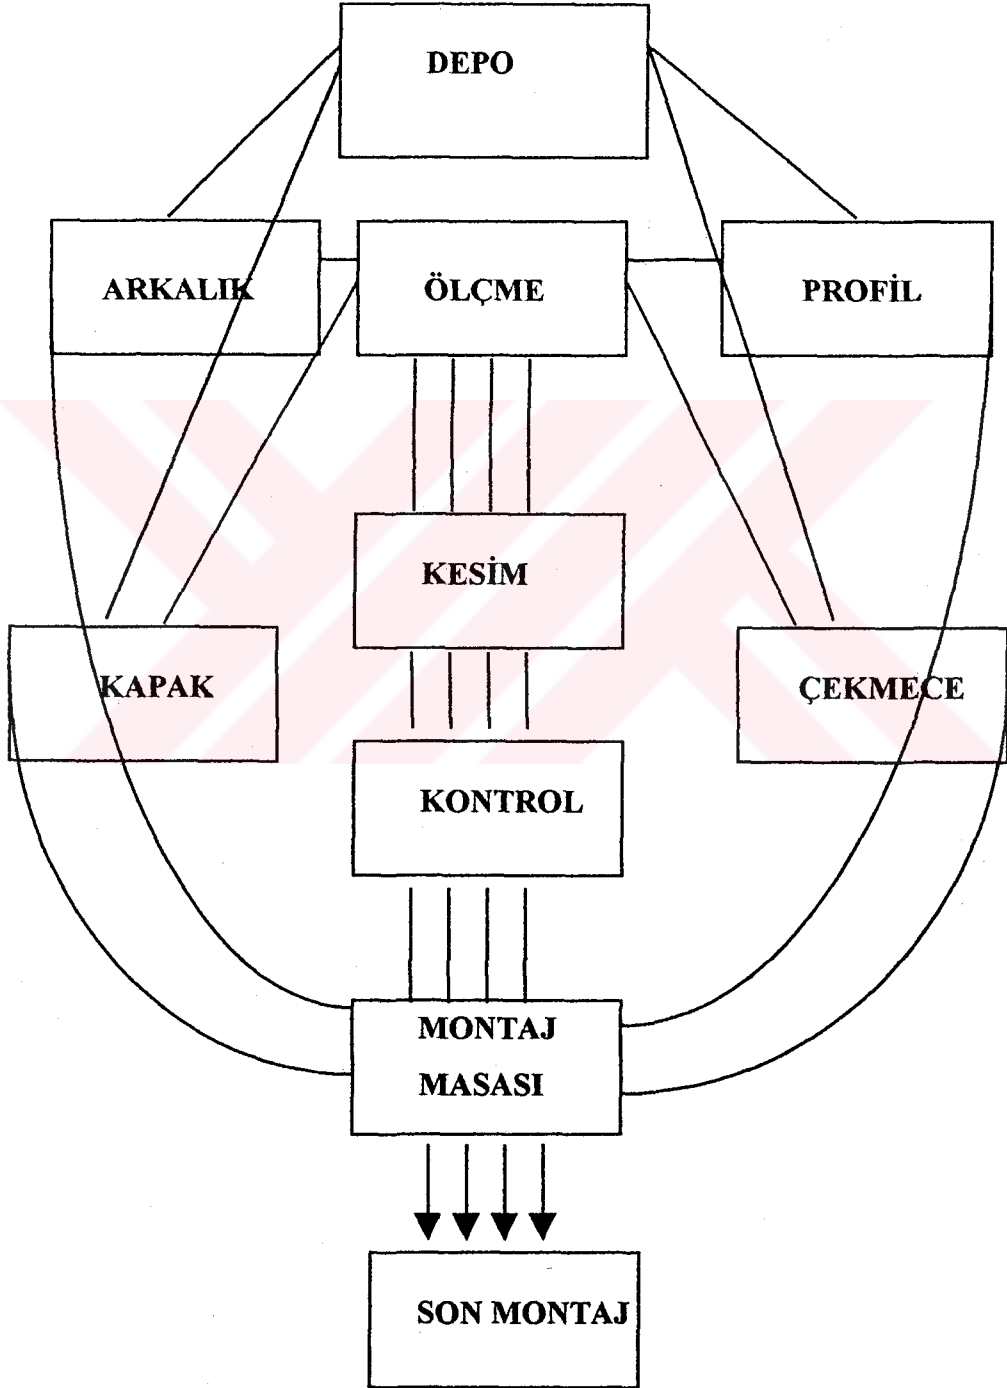 DEPO
ARKALIK
ÖLÇME
PROFİL
KESİM
KAPAK
ÇEKMECE
KONTROL
MONTAJ
MASASI
SON MONTAJ